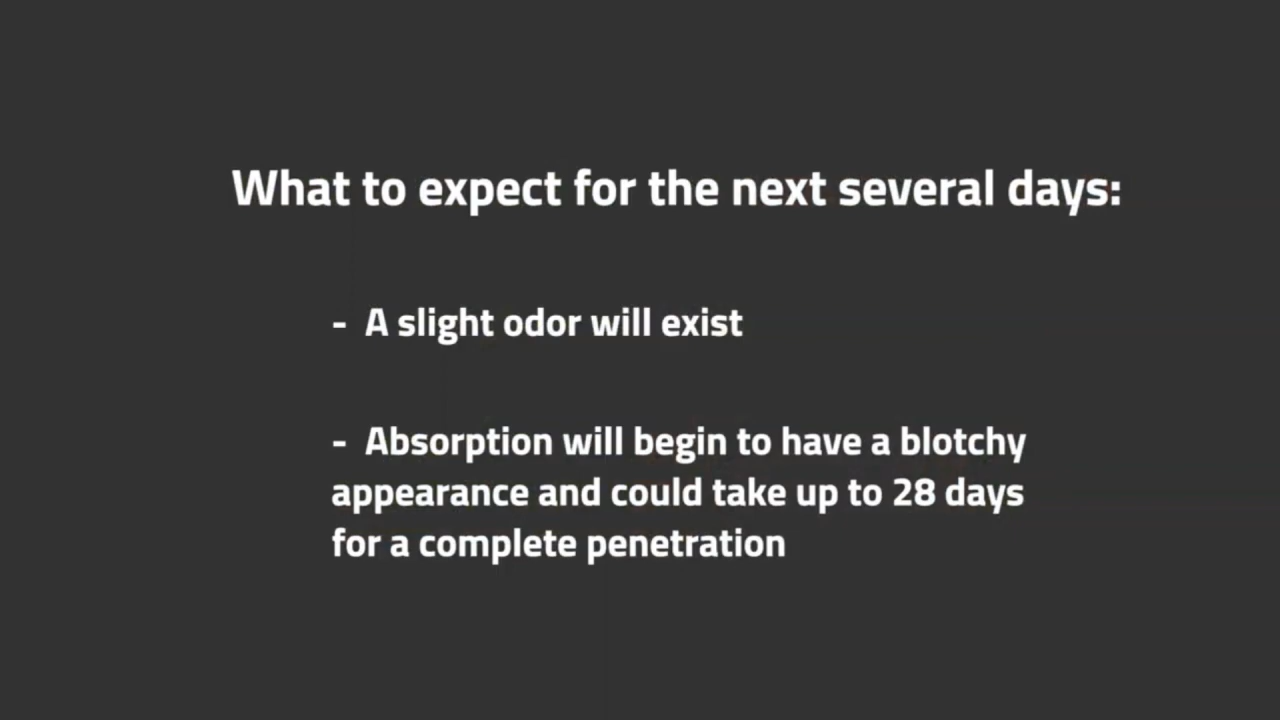 What to expect for the next several days:
- A slight odor will exist
- Absorption will begin to have a blotchy
appearance and could take up to 28 days
for a complete penetration